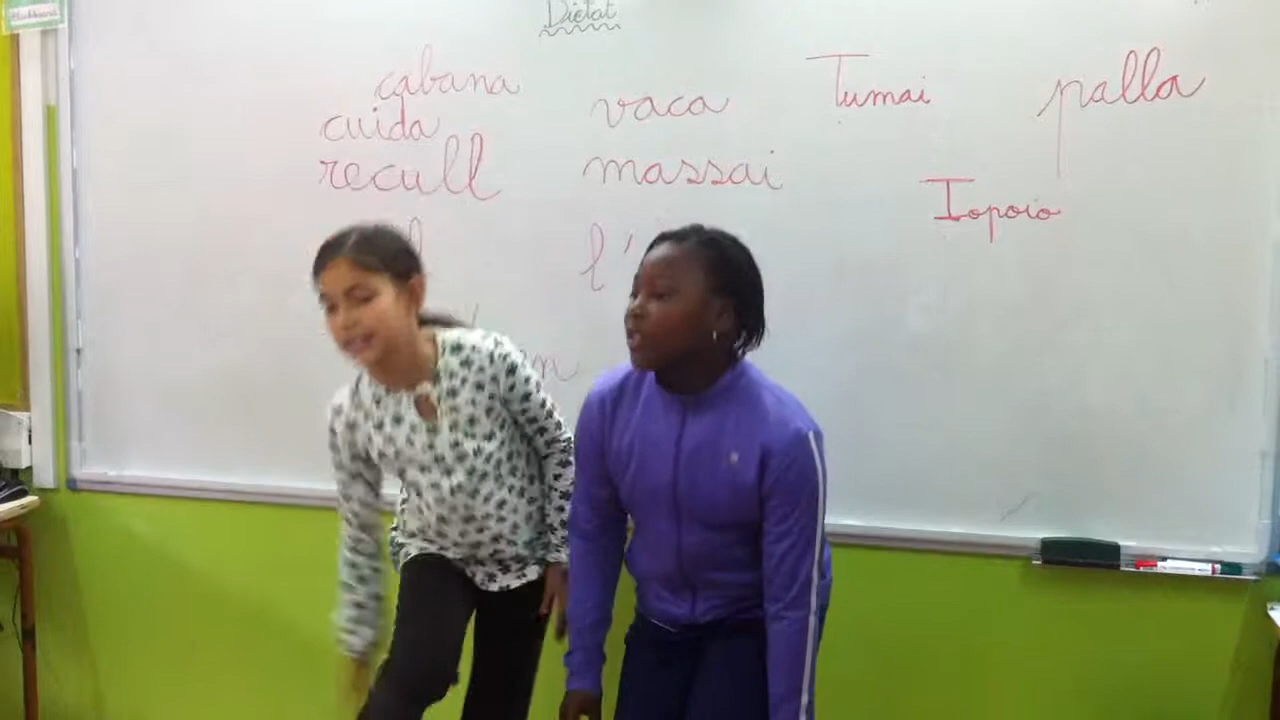 Dictat
cabana
cuida
recull
vaca
massai
l'
Tumai
palla
Iopoio